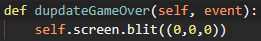 def dupdateGameOver(self, event):
    self.screen.blit((0,0,0))